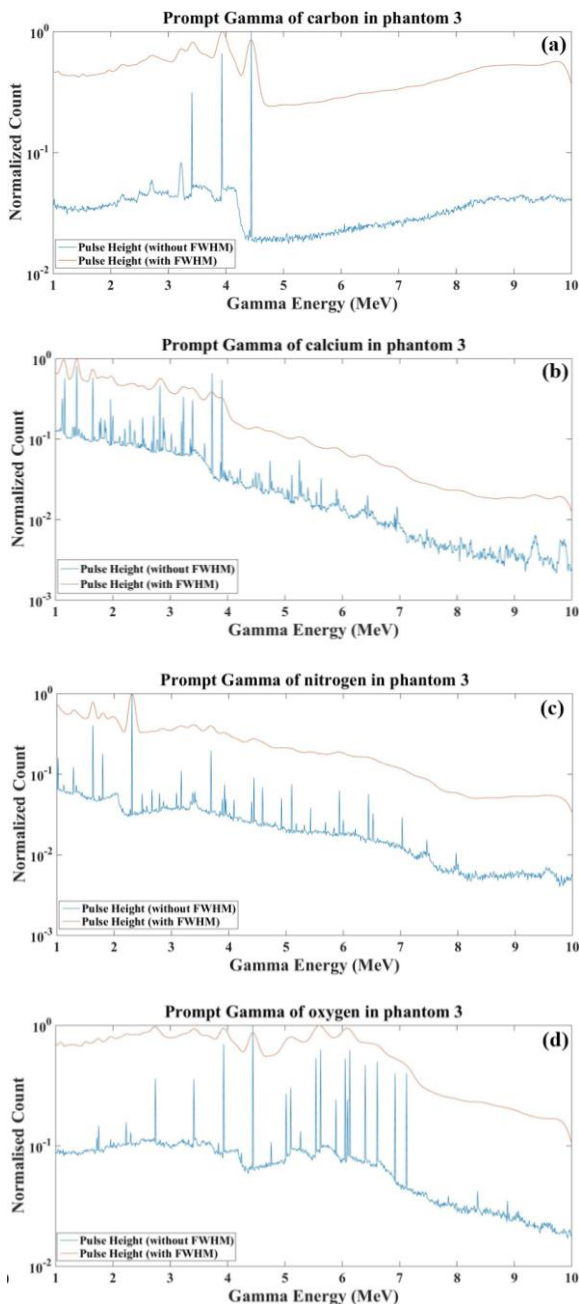 Prompt Gamma of carbon in phantom 3
(a)
Normalized Count
10^0
10^-1
10^-2
1 2 3 4 5 6 7 8 9 10
Pulse Height (without FWHM)
Pulse Height (with FWHM)
Gamma Energy (MeV)
Prompt Gamma of calcium in phantom 3
(b)
Normalized Count
10^0
10^-1
10^-2
10^-3
1 2 3 4 5 6 7 8 9 10
Pulse Height (without FWHM)
Pulse Height (with FWHM)
Gamma Energy (MeV)
Prompt Gamma of nitrogen in phantom 3
(c)
Normalized Count
10^0
10^-1
10^-2
10^-3
1 2 3 4 5 6 7 8 9 10
Pulse Height (without FWHM)
Pulse Height (with FWHM)
Gamma Energy (MeV)
Prompt Gamma of oxygen in phantom 3
(d)
Normalised Count
10^0
10^-1
10^-2
1 2 3 4 5 6 7 8 9 10
Pulse Height (without FWHM)
Pulse Height (with FWHM)
Gamma Energy (MeV)